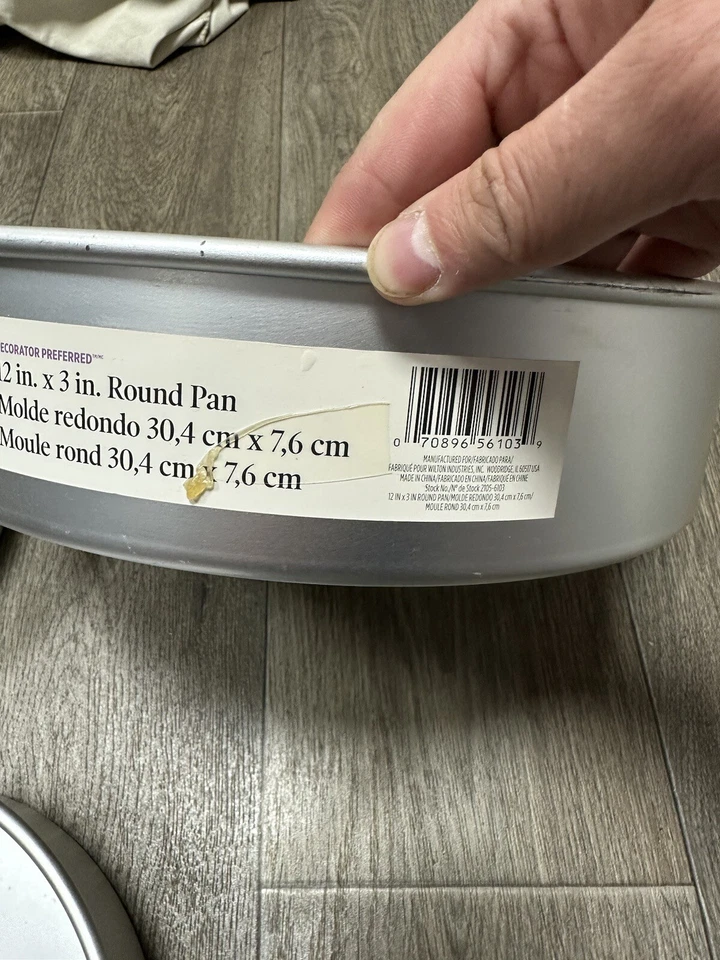 ECORATOR PREFERRED
12 in. x 3 in. Round Pan
Molde redondo 30,4 cm x 7,6 cm
Moule rond 30,4 cm x 7,6 cm
0 70896 56103 9
MANUFACTURED FOR/FABRICADO PARA/
FABRIQUÉ POUR WILTON INDUSTRIES, INC. WOODRIDGE, IL 60517 USA
MADE IN CHINA/FABRICADO EN CHINA/FABRIQUÉ EN CHINE
Stock No./Nº de Stock 2105-6103
12 IN x 3 IN ROUND PAN/MOLDE REDONDO 30,4 cm x 7,6 cm/
MOULE ROND 30,4 cm x 7,6 cm